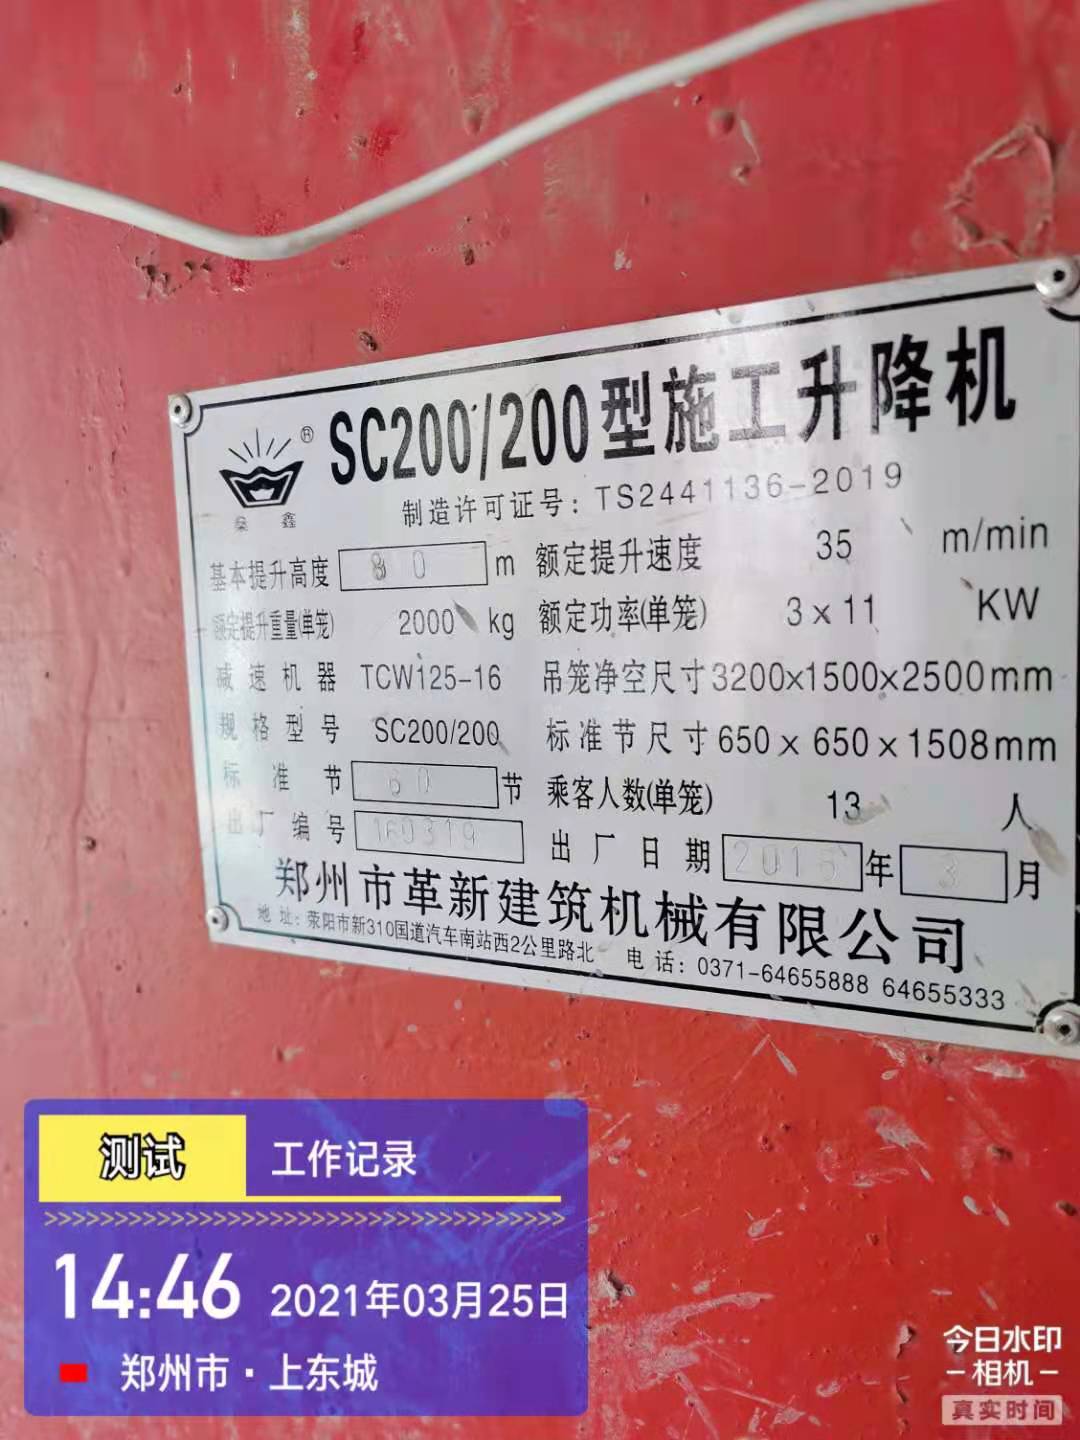 SC200/200型施工升降机
®
燊 鑫
制造许可证号：TS2441136-2019
基本提升高度 80 m 额定提升速度 35 m/min
额定提升重量(单笼) 2000 kg 额定功率(单笼) 3×11 KW
减速机器 TCW125-16 吊笼净空尺寸 3200×1500×2500mm
规格型号 SC200/200 标准节尺寸 650×650×1508mm
标准节 60 节 乘客人数(单笼) 13 人
出厂编号 160319 出厂日期 年 3 月
郑州市革新建筑机械有限公司
地址：荥阳市新310国道汽车南站西2公里路北 电话：0371-64655888 64655333
测试 工作记录
14:46 2021年03月25日
郑州市·上东城
今日水印
相机
真实时间